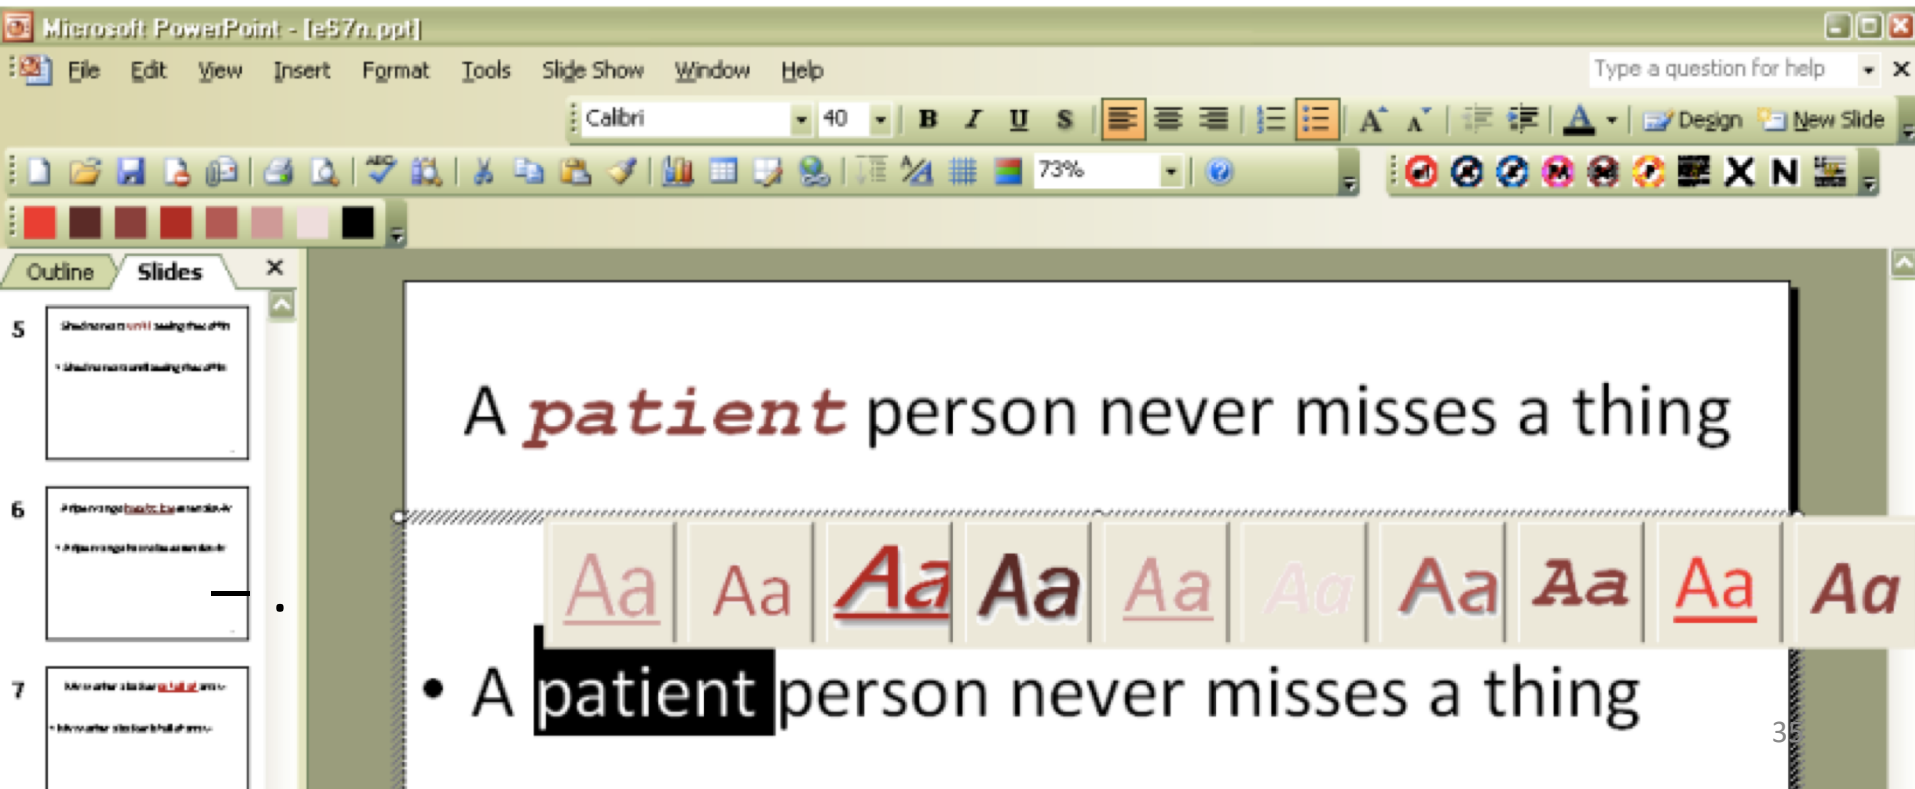 Microsoft PowerPoint - [e57n.ppt]
File Edit View Insert Format Tools Slide Show Window Help Type a question for help
Calibri 40 B I U S A A A Design New Slide
ABC 73% X N
Outline Slides
5
A patient person never misses a thing
6
Aa Aa Aa Aa Aa Aa Aa Aa Aa Aa
7
• A patient person never misses a thing
3